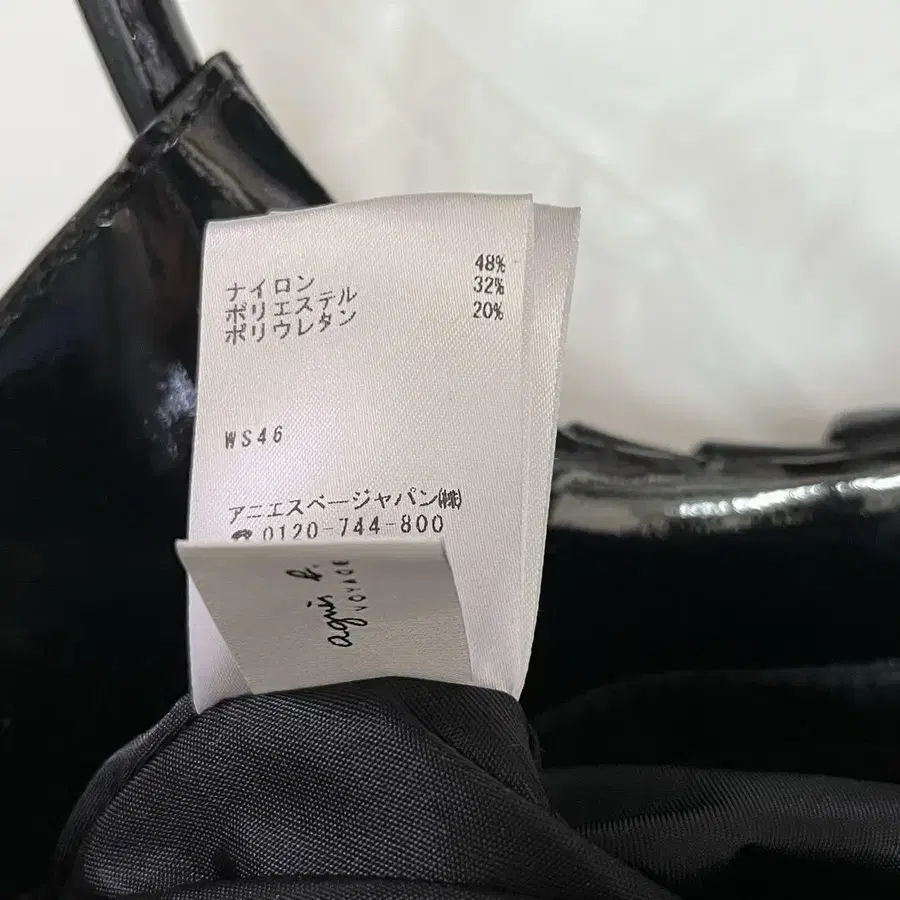 ナイロン 48%
ポリエステル 32%
ポリウレタン 20%
WS46
アニエスベージャパン㈱
☎ 0120-744-800
agnès b.
VOYAGE